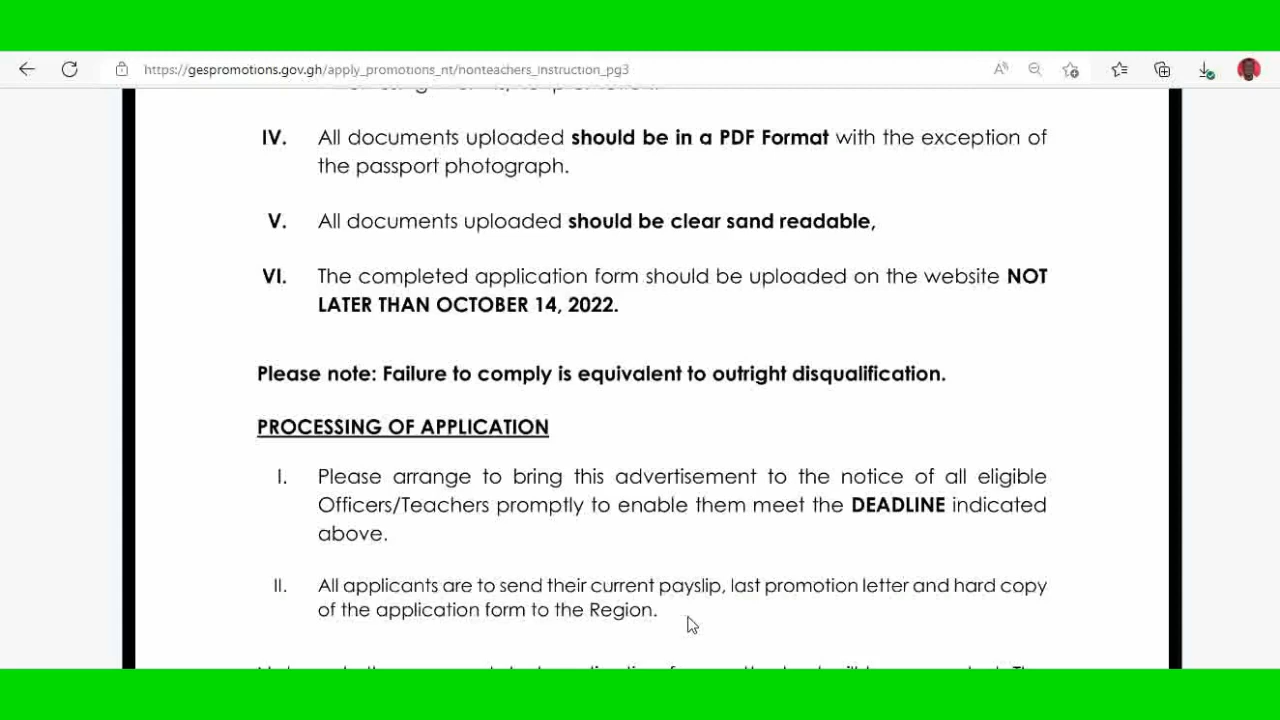 https://gespromotions.gov.gh/apply_promotions_nt/nonteachers_instruction_pg3
IV. All documents uploaded should be in a PDF Format with the exception of
the passport photograph.
V. All documents uploaded should be clear sand readable,
VI. The completed application form should be uploaded on the website NOT
LATER THAN OCTOBER 14, 2022.
Please note: Failure to comply is equivalent to outright disqualification.
PROCESSING OF APPLICATION
I. Please arrange to bring this advertisement to the notice of all eligible
Officers/Teachers promptly to enable them meet the DEADLINE indicated
above.
II. All applicants are to send their current payslip, last promotion letter and hard copy
of the application form to the Region.